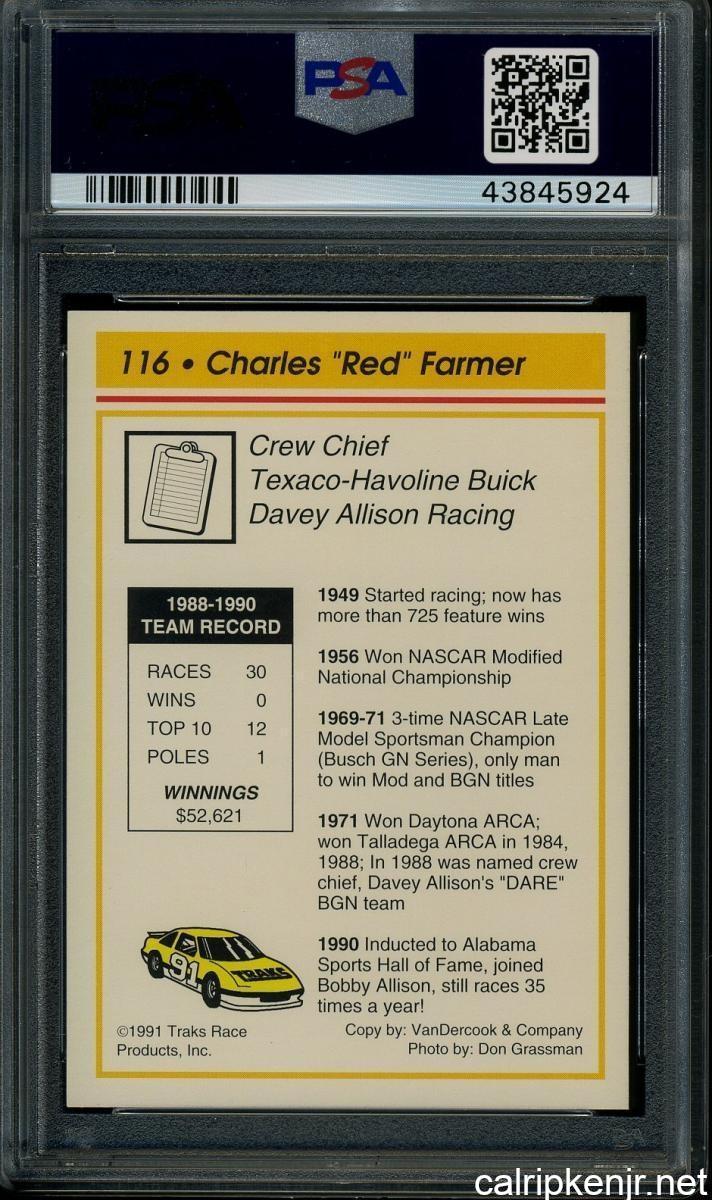 PSA
PSA
43845924
116 • Charles "Red" Farmer
Crew Chief
Texaco-Havoline Buick
Davey Allison Racing
1988-1990
TEAM RECORD
RACES 30
WINS 0
TOP 10 12
POLES 1
WINNINGS
$52,621
1949 Started racing; now has
more than 725 feature wins
1956 Won NASCAR Modified
National Championship
1969-71 3-time NASCAR Late
Model Sportsman Champion
(Busch GN Series), only man
to win Mod and BGN titles
1971 Won Daytona ARCA;
won Talladega ARCA in 1984,
1988; In 1988 was named crew
chief, Davey Allison's "DARE"
BGN team
1990 Inducted to Alabama
Sports Hall of Fame, joined
Bobby Allison, still races 35
times a year!
91
TRAKS
©1991 Traks Race
Products, Inc.
Copy by: VanDercook & Company
Photo by: Don Grassman
calripkenjr.net